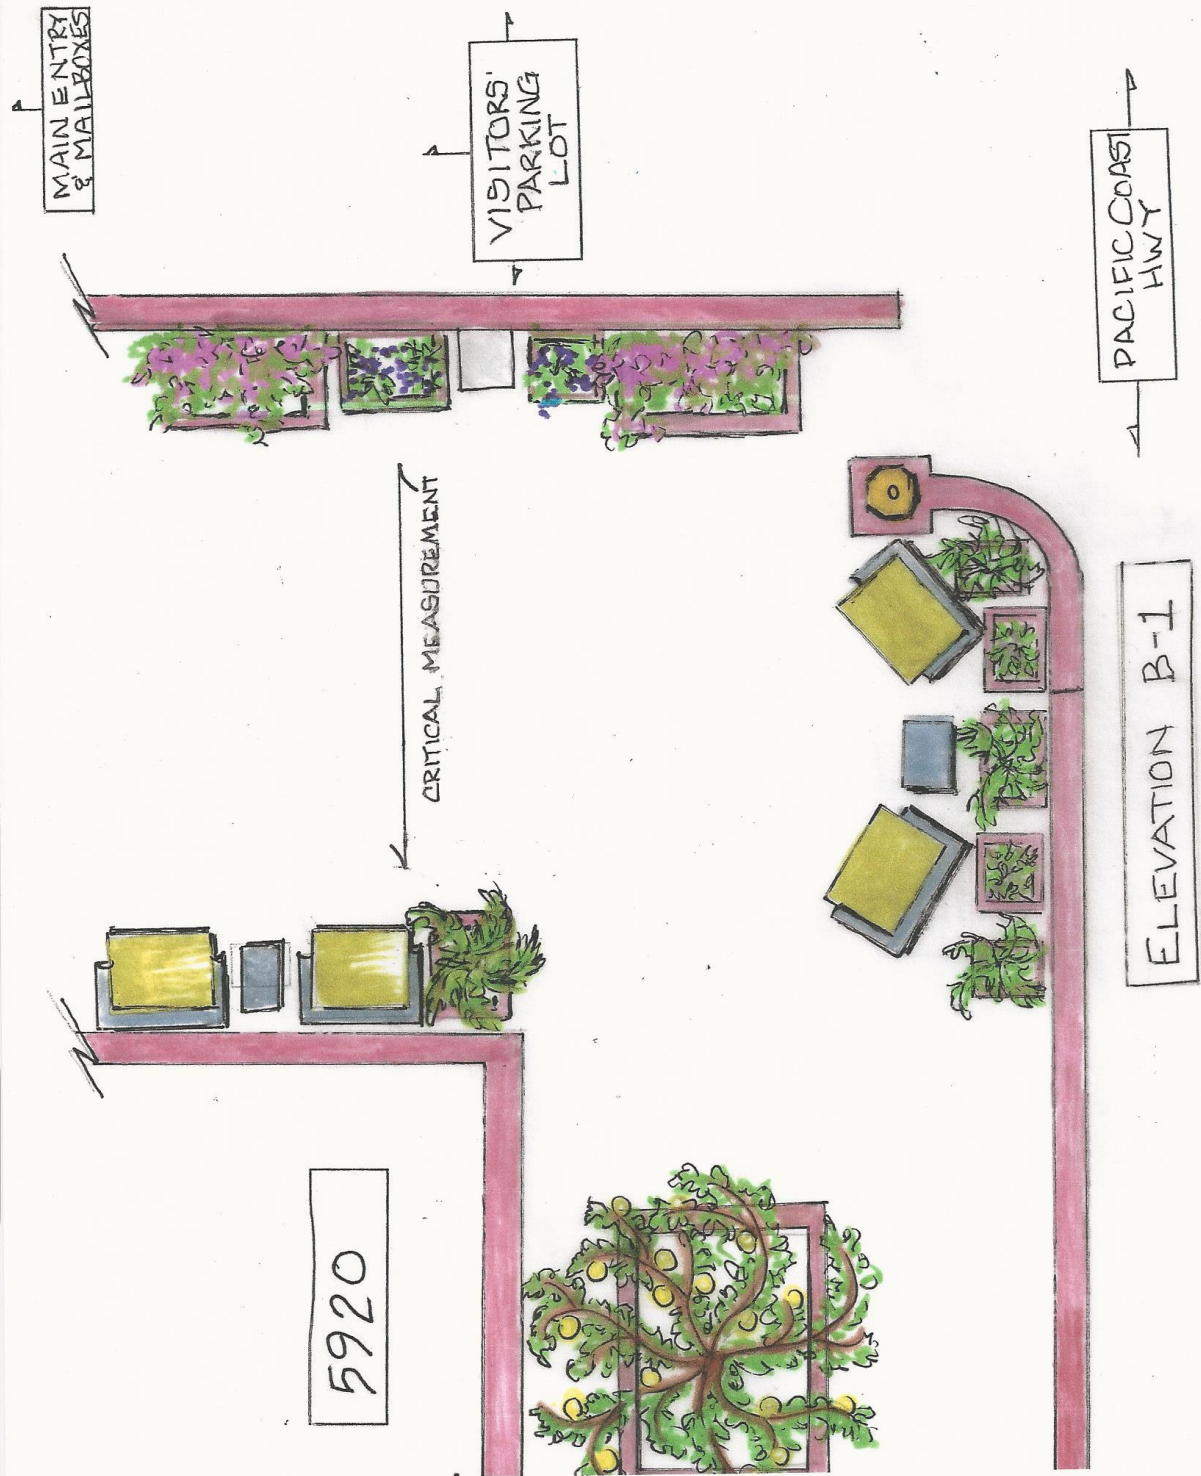 MAIN ENTRY
& MAILBOXES
VISITORS'
PARKING
LOT
PACIFIC COAST
HWY
CRITICAL MEASUREMENT
ELEVATION B-1
5920